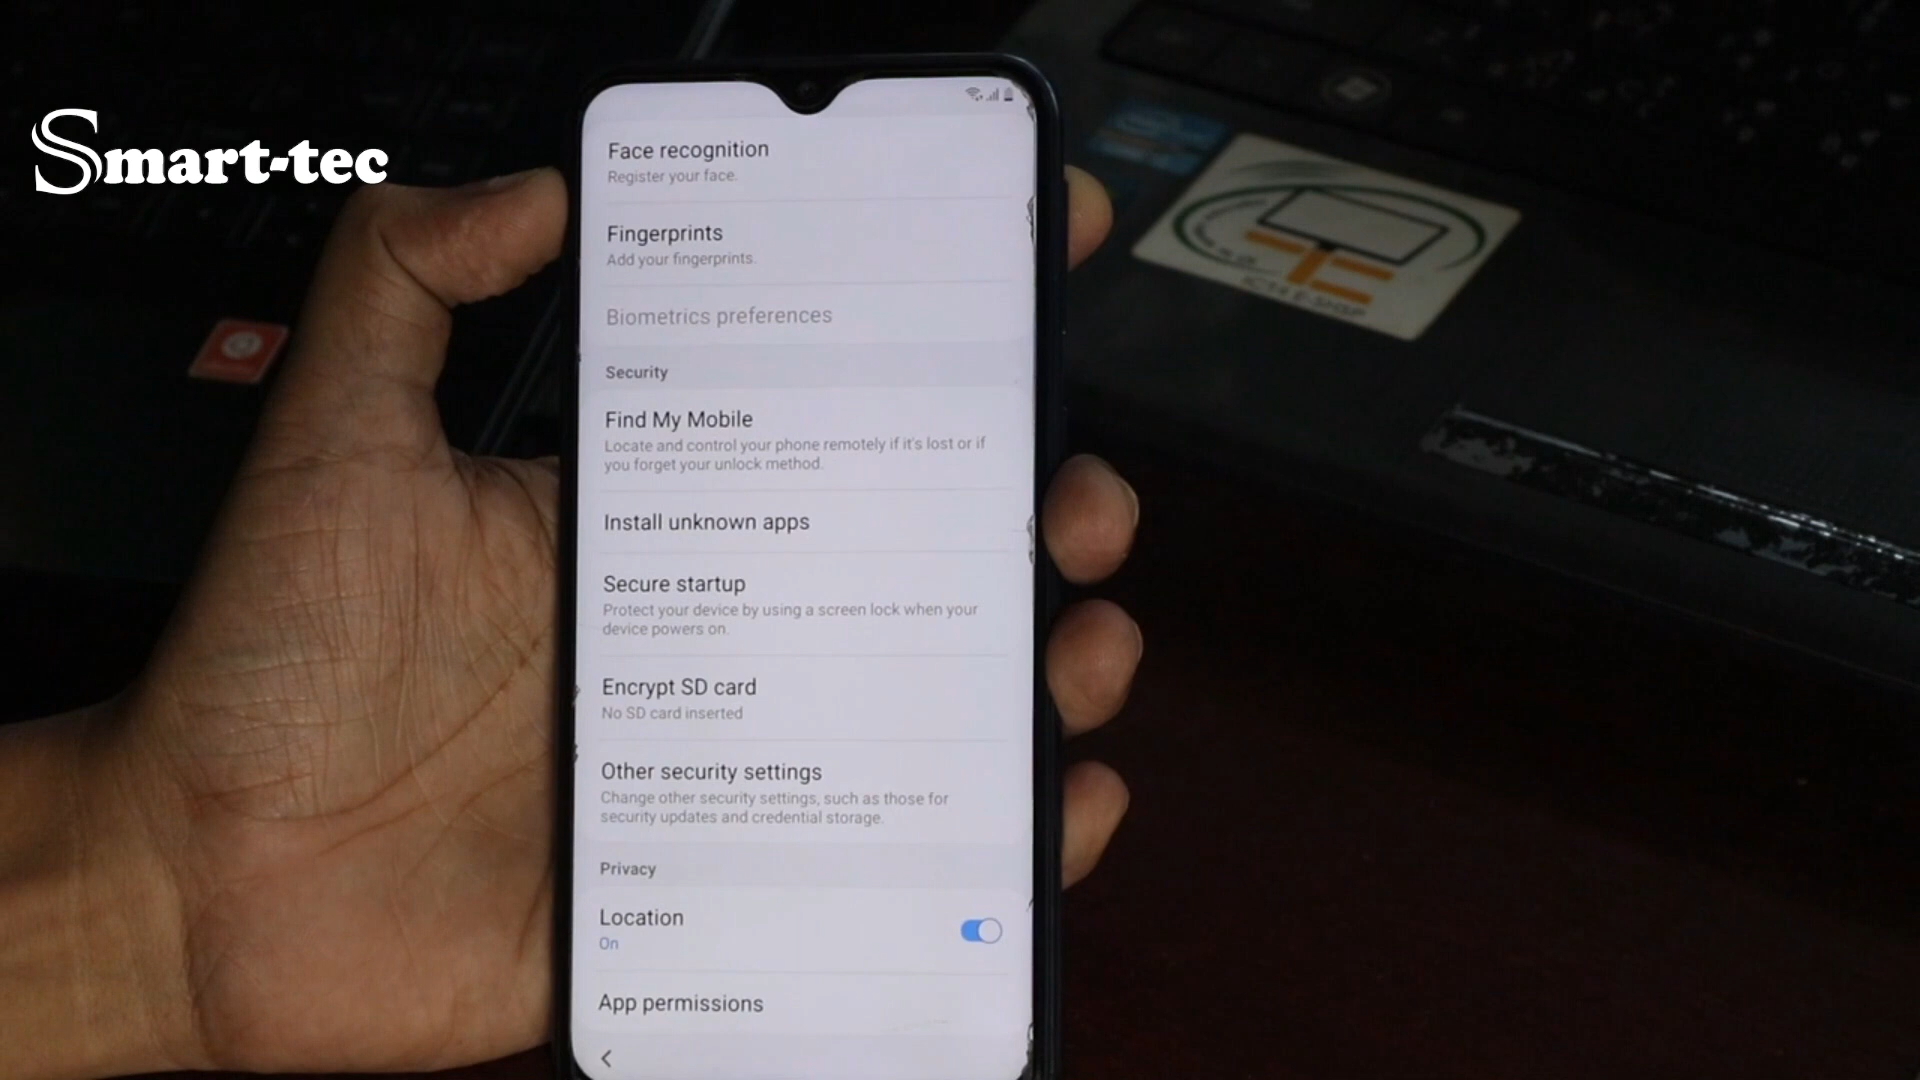 Smart-tec
Face recognition
Register your face.
Fingerprints
Add your fingerprints.
Biometrics preferences
Security
Find My Mobile
Locate and control your phone remotely if it's lost or if
you forget your unlock method.
Install unknown apps
Secure startup
Protect your device by using a screen lock when your
device powers on.
Encrypt SD card
No SD card inserted
Other security settings
Change other security settings, such as those for
security updates and credential storage.
Privacy
Location
On
App permissions